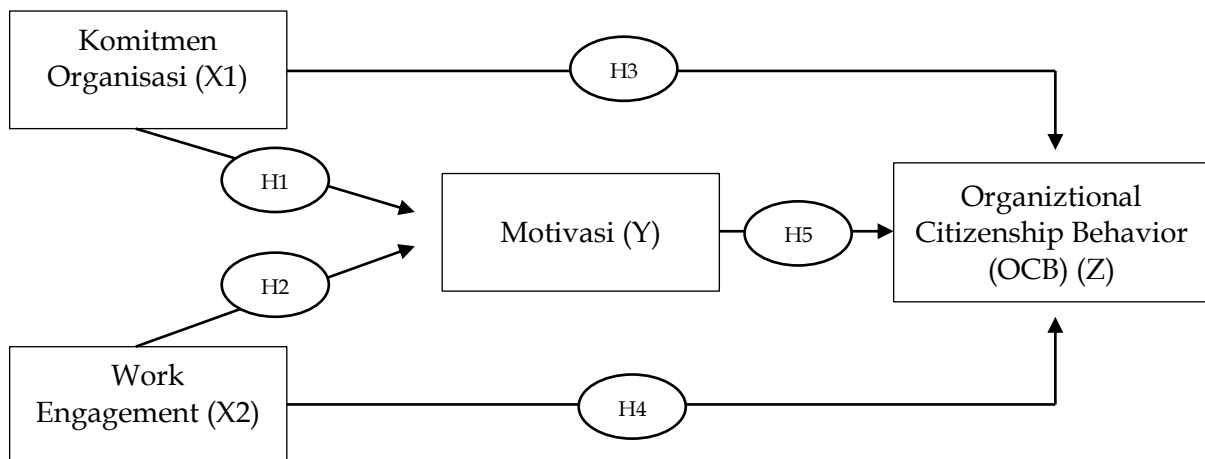 Komitmen
Organisasi (X1)
H3
H1
Motivasi (Y)
H5
Organiztional
Citizenship Behavior
(OCB) (Z)
H2
Work
Engagement (X2)
H4